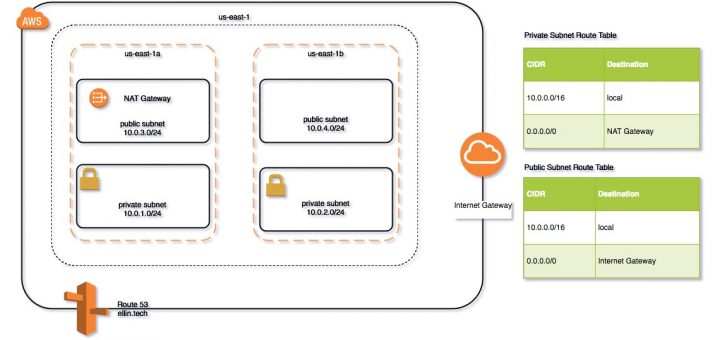 AWS
us-east-1
us-east-1a
us-east-1b
NAT Gateway
public subnet
10.0.3.0/24
public subnet
10.0.4.0/24
private subnet
10.0.1.0/24
private subnet
10.0.2.0/24
Internet Gateway
Route 53
ellin.tech
Private Subnet Route Table
CIDR Destination
10.0.0.0/16 local
0.0.0.0/0 NAT Gateway
Public Subnet Route Table
CIDR Destination
10.0.0.0/16 local
0.0.0.0/0 Internet Gateway